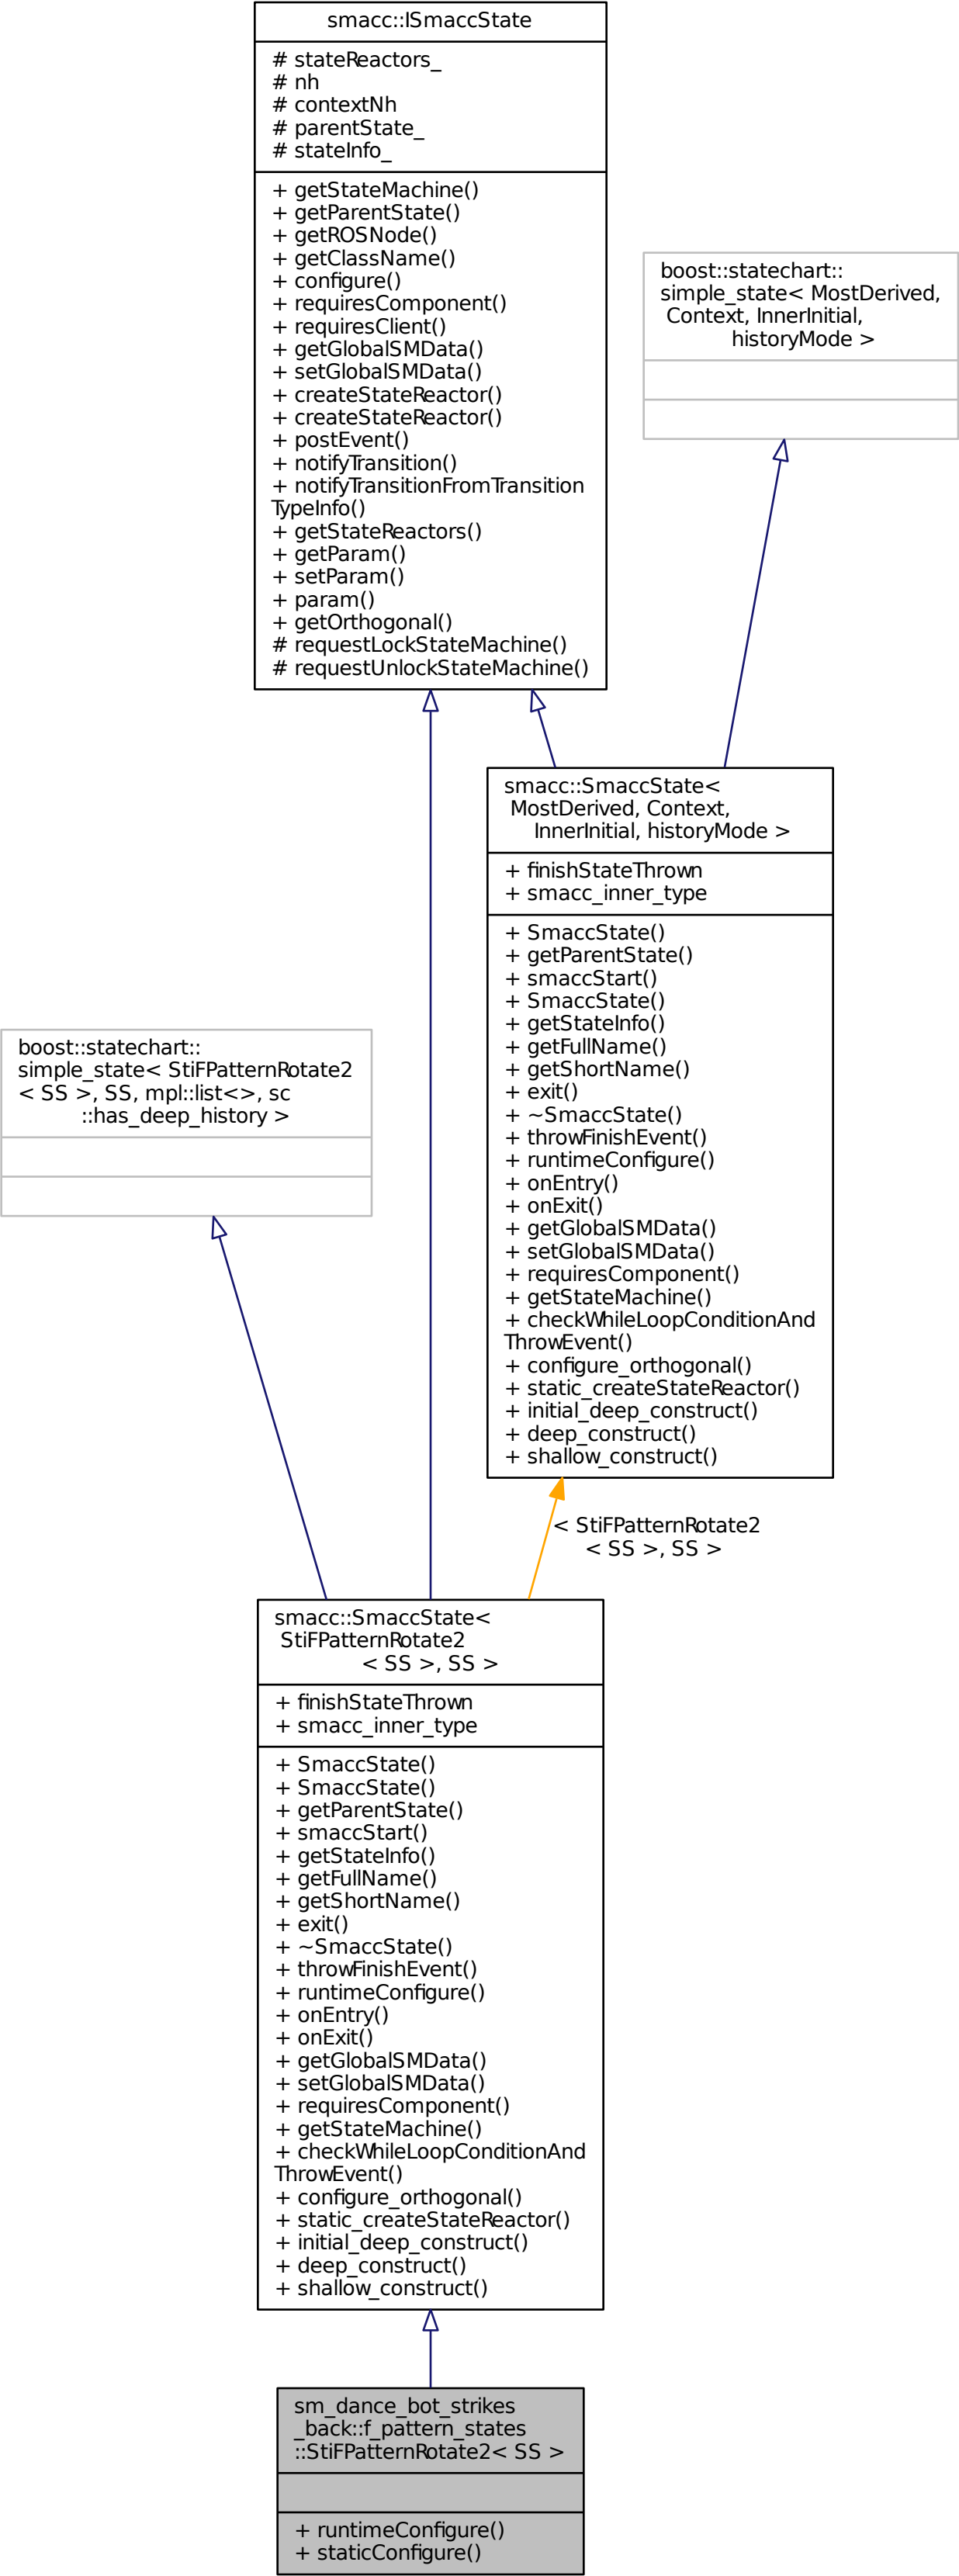 smacc::ISmaccState
# stateReactors_
# nh
# contextNh
# parentState_
# stateInfo_
+ getStateMachine()
+ getParentState()
+ getROSNode()
+ getClassName()
+ configure()
+ requiresComponent()
+ requiresClient()
+ getGlobalSMData()
+ setGlobalSMData()
+ createStateReactor()
+ createStateReactor()
+ postEvent()
+ notifyTransition()
+ notifyTransitionFromTransition
TypeInfo()
+ getStateReactors()
+ getParam()
+ setParam()
+ param()
+ getOrthogonal()
# requestLockStateMachine()
# requestUnlockStateMachine()
boost::statechart::
simple_state< MostDerived,
Context, InnerInitial,
historyMode >
smacc::SmaccState<
MostDerived, Context,
InnerInitial, historyMode >
+ finishStateThrown
+ smacc_inner_type
+ SmaccState()
+ getParentState()
+ smaccStart()
+ SmaccState()
+ getStateInfo()
+ getFullName()
+ getShortName()
+ exit()
+ ~SmaccState()
+ throwFinishEvent()
+ runtimeConfigure()
+ onEntry()
+ onExit()
+ getGlobalSMData()
+ setGlobalSMData()
+ requiresComponent()
+ getStateMachine()
+ checkWhileLoopConditionAnd
ThrowEvent()
+ configure_orthogonal()
+ static_createStateReactor()
+ initial_deep_construct()
+ deep_construct()
+ shallow_construct()
boost::statechart::
simple_state< StiFPatternRotate2
< SS >, SS, mpl::list<>, sc
::has_deep_history >
< StiFPatternRotate2
< SS >, SS >
smacc::SmaccState<
StiFPatternRotate2
< SS >, SS >
+ finishStateThrown
+ smacc_inner_type
+ SmaccState()
+ SmaccState()
+ getParentState()
+ smaccStart()
+ getStateInfo()
+ getFullName()
+ getShortName()
+ exit()
+ ~SmaccState()
+ throwFinishEvent()
+ runtimeConfigure()
+ onEntry()
+ onExit()
+ getGlobalSMData()
+ setGlobalSMData()
+ requiresComponent()
+ getStateMachine()
+ checkWhileLoopConditionAnd
ThrowEvent()
+ configure_orthogonal()
+ static_createStateReactor()
+ initial_deep_construct()
+ deep_construct()
+ shallow_construct()
sm_dance_bot_strikes
_back::f_pattern_states
::StiFPatternRotate2< SS >
+ runtimeConfigure()
+ staticConfigure()